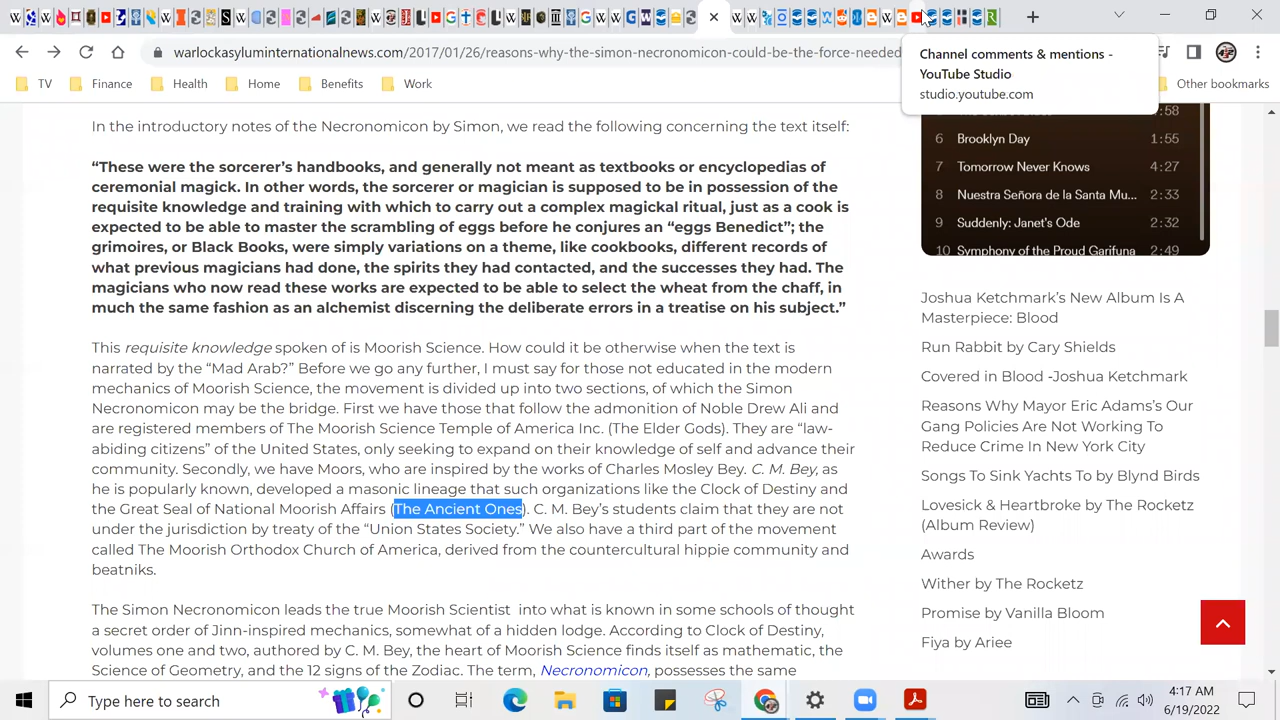 warlockasyluminternationalnews.com/2017/01/26/reasons-why-the-simon-necronomicon-could-be-the-force-needed
Channel comments & mentions -
YouTube Studio
studio.youtube.com
TV
Finance
Health
Home
Benefits
Work
Other bookmarks
In the introductory notes of the Necronomicon by Simon, we read the following concerning the text itself:
“These were the sorcerer’s handbooks, and generally not meant as textbooks or encyclopedias of
ceremonial magick. In other words, the sorcerer or magician is supposed to be in possession of the
requisite knowledge and training with which to carry out a complex magickal ritual, just as a cook is
expected to be able to master the scrambling of eggs before he conjures an “eggs Benedict”; the
grimoires, or Black Books, were simply variations on a theme, like cookbooks, different records of
what previous magicians had done, the spirits they had contacted, and the successes they had. The
magicians who now read these works are expected to be able to select the wheat from the chaff, in
much the same fashion as an alchemist discerning the deliberate errors in a treatise on his subject.”
This requisite knowledge spoken of is Moorish Science. How could it be otherwise when the text is
narrated by the “Mad Arab?” Before we go any further, I must say for those not educated in the modern
mechanics of Moorish Science, the movement is divided up into two sections, of which the Simon
Necronomicon may be the bridge. First we have those that follow the admonition of Noble Drew Ali and
are registered members of The Moorish Science Temple of America Inc. (The Elder Gods). They are “law-
abiding citizens” of the United States, only seeking to expand on their knowledge of self and advance their
community. Secondly, we have Moors, who are inspired by the works of Charles Mosley Bey. C. M. Bey, as
he is popularly known, developed a masonic lineage that such organizations like the Clock of Destiny and
the Great Seal of National Moorish Affairs (The Ancient Ones). C. M. Bey’s students claim that they are not
under the jurisdiction by treaty of the “Union States Society.” We also have a third part of the movement
called The Moorish Orthodox Church of America, derived from the countercultural hippie community and
beatniks.
The Simon Necronomicon leads the true Moorish Scientist into what is known in some schools of thought
a secret order of Jinn-inspired mechanics, somewhat of a hidden lodge. According to Clock of Destiny,
volumes one and two, authored by C. M. Bey, the heart of Moorish Science finds itself as mathematic, the
Science of Geometry, and the 12 signs of the Zodiac. The term, Necronomicon, possesses the same
:58
6 Brooklyn Day 1:55
7 Tomorrow Never Knows 4:27
8 Nuestra Señora de la Santa Mu... 2:33
9 Suddenly: Janet’s Ode 2:32
10 Symphony of the Proud Garifuna 2:49
Joshua Ketchmark’s New Album Is A
Masterpiece: Blood
Run Rabbit by Cary Shields
Covered in Blood -Joshua Ketchmark
Reasons Why Mayor Eric Adams’s Our
Gang Policies Are Not Working To
Reduce Crime In New York City
Songs To Sink Yachts To by Blynd Birds
Lovesick & Heartbroke by The Rocketz
(Album Review)
Awards
Wither by The Rocketz
Promise by Vanilla Bloom
Fiya by Ariee
Type here to search
4:17 AM
6/19/2022